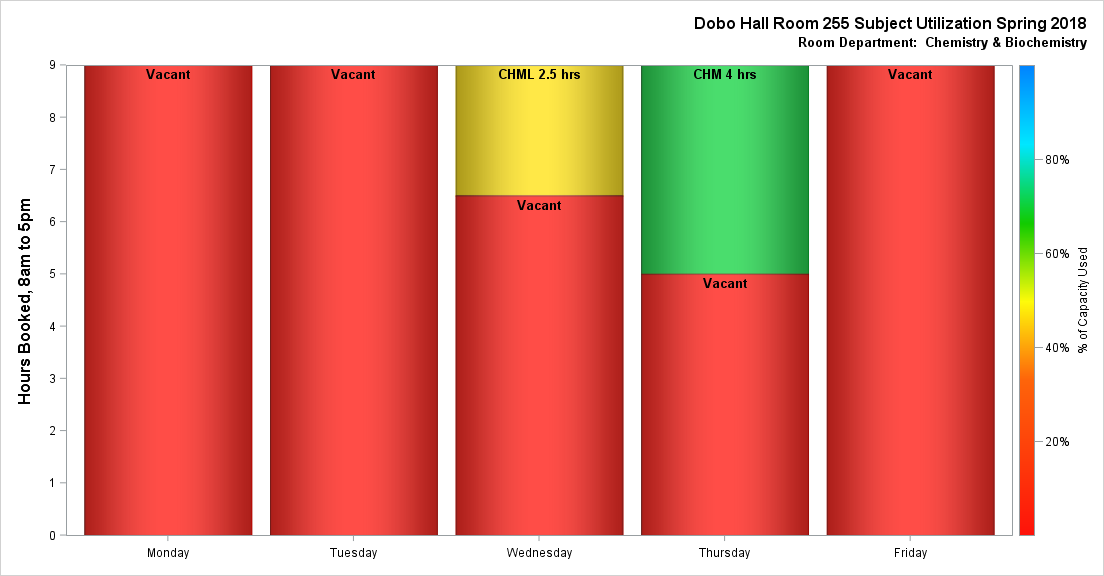 Dobo Hall Room 255 Subject Utilization Spring 2018
Room Department:  Chemistry & Biochemistry
Hours Booked, 8am to 5pm
9
8
7
6
5
4
3
2
1
0
Vacant
Vacant
CHML 2.5 hrs
Vacant
CHM 4 hrs
Vacant
Vacant
Monday
Tuesday
Wednesday
Thursday
Friday
80%
60%
40%
20%
% of Capacity Used